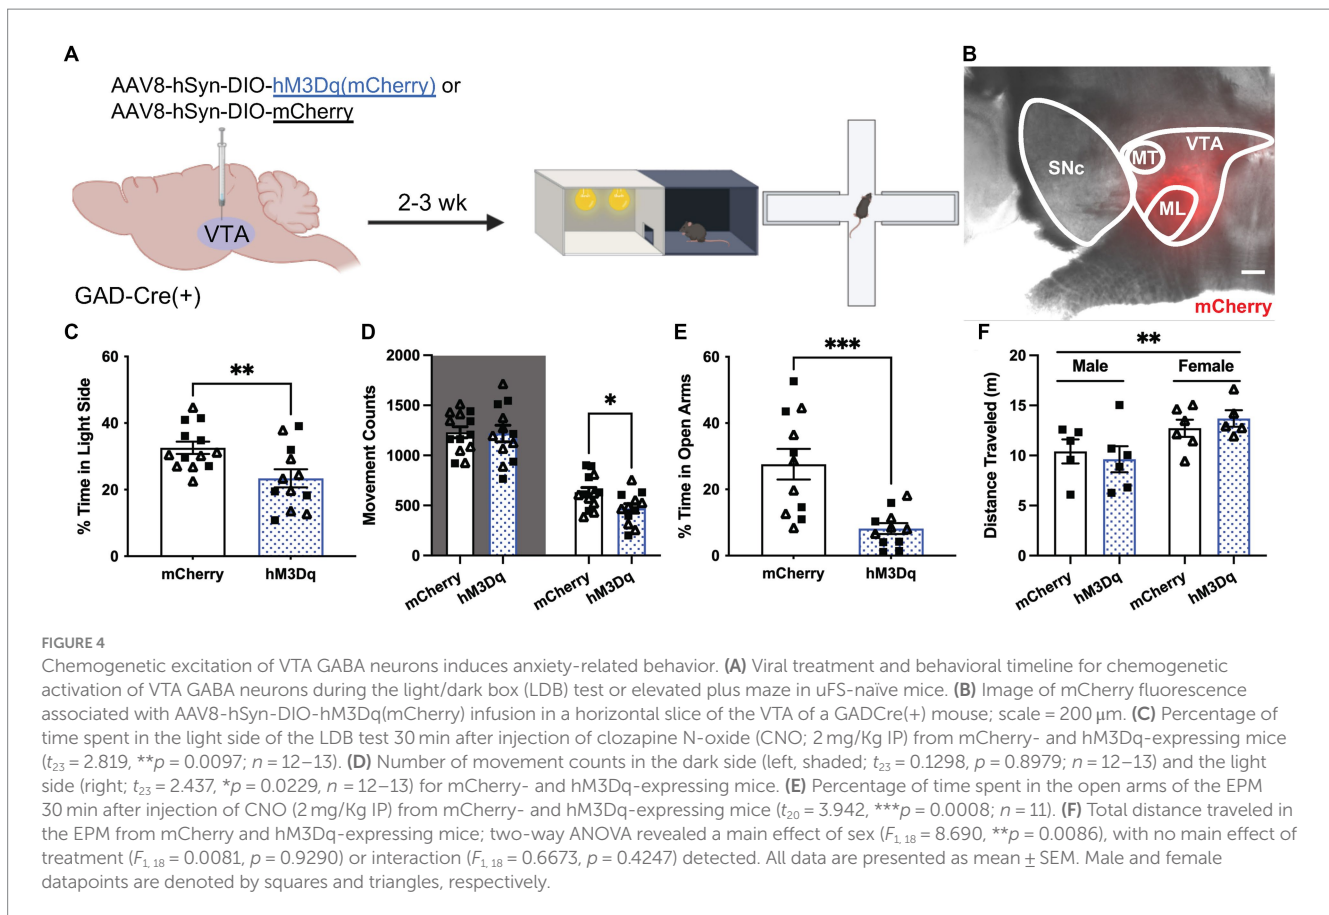 A
AAV8-hSyn-DIO-hM3Dq(mCherry) or
AAV8-hSyn-DIO-mCherry
VTA
GAD-Cre(+)
2-3 wk
B
SNc
MT
VTA
ML
mCherry
C
% Time in Light Side
60
40
20
0
**
mCherry
hM3Dq
D
Movement Counts
2000
1500
1000
500
0
*
mCherry
hM3Dq
mCherry
hM3Dq
E
% Time in Open Arms
60
40
20
0
***
mCherry
hM3Dq
F
Distance Traveled (m)
20
15
10
5
0
**
Male
Female
mCherry
hM3Dq
mCherry
hM3Dq
FIGURE 4
Chemogenetic excitation of VTA GABA neurons induces anxiety-related behavior. (A) Viral treatment and behavioral timeline for chemogenetic
activation of VTA GABA neurons during the light/dark box (LDB) test or elevated plus maze in uFS-naïve mice. (B) Image of mCherry fluorescence
associated with AAV8-hSyn-DIO-hM3Dq(mCherry) infusion in a horizontal slice of the VTA of a GADCre(+) mouse; scale = 200 μm. (C) Percentage of
time spent in the light side of the LDB test 30 min after injection of clozapine N-oxide (CNO; 2 mg/Kg IP) from mCherry- and hM3Dq-expressing mice
(t23 = 2.819, **p = 0.0097; n = 12–13). (D) Number of movement counts in the dark side (left, shaded; t23 = 0.1298, p = 0.8979; n = 12–13) and the light
side (right; t23 = 2.437, *p = 0.0229, n = 12–13) for mCherry- and hM3Dq-expressing mice. (E) Percentage of time spent in the open arms of the EPM
30 min after injection of CNO (2 mg/Kg IP) from mCherry- and hM3Dq-expressing mice (t20 = 3.942, ***p = 0.0008; n = 11). (F) Total distance traveled in
the EPM from mCherry and hM3Dq-expressing mice; two-way ANOVA revealed a main effect of sex (F1, 18 = 8.690, **p = 0.0086), with no main effect of
treatment (F1, 18 = 0.0081, p = 0.9290) or interaction (F1, 18 = 0.6673, p = 0.4247) detected. All data are presented as mean ± SEM. Male and female
datapoints are denoted by squares and triangles, respectively.